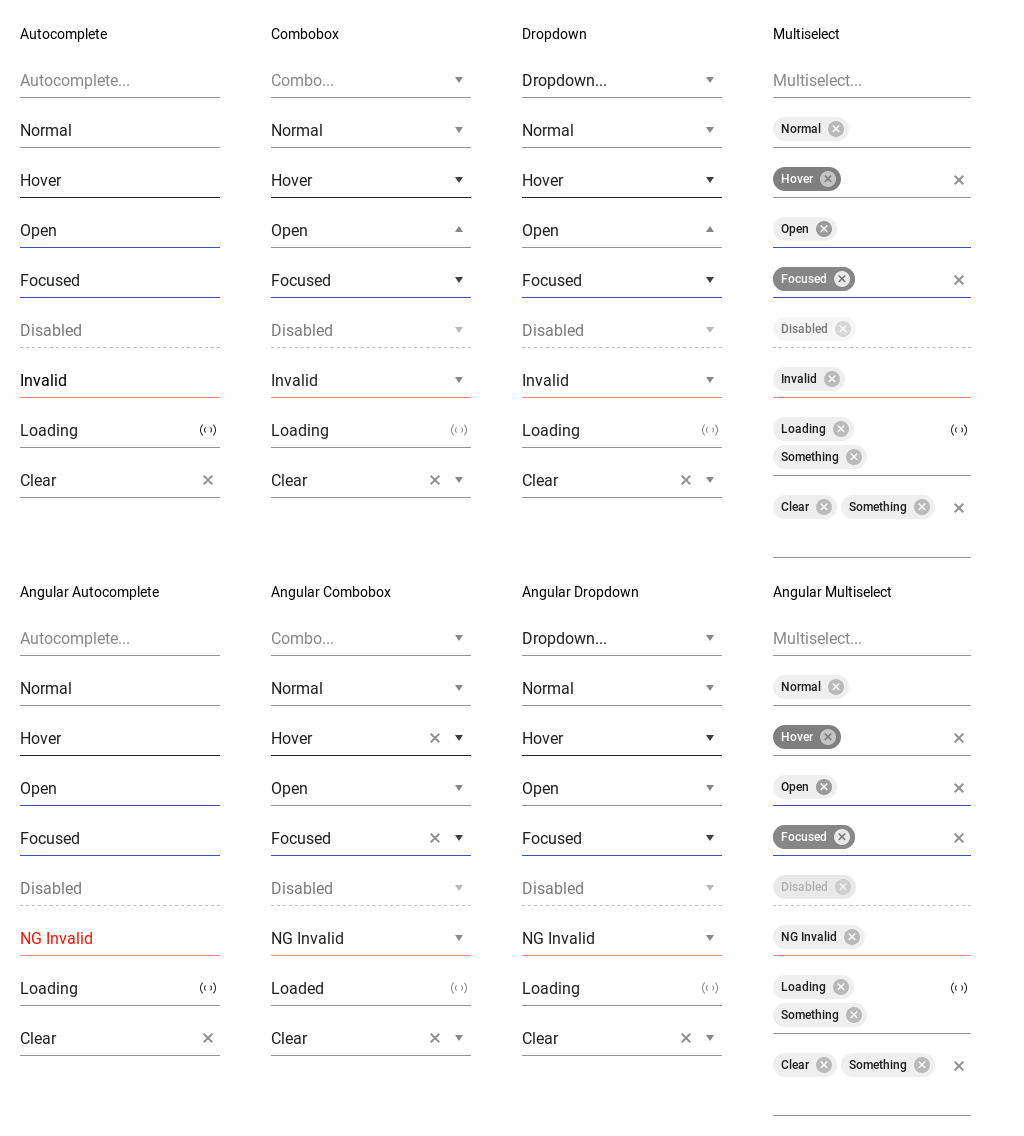 Autocomplete Combobox Dropdown Multiselect
Autocomplete... Combo... Dropdown... Multiselect...
Normal Normal Normal Normal
Hover Hover Hover Hover
Open Open Open Open
Focused Focused Focused Focused
Disabled Disabled Disabled Disabled
Invalid Invalid Invalid Invalid
Loading Loading Loading Loading
Something
Clear Clear Clear
Clear Something
Angular Autocomplete Angular Combobox Angular Dropdown Angular Multiselect
Autocomplete... Combo... Dropdown... Multiselect...
Normal Normal Normal Normal
Hover Hover Hover Hover
Open Open Open Open
Focused Focused Focused Focused
Disabled Disabled Disabled Disabled
NG Invalid NG Invalid NG Invalid NG Invalid
Loading Loaded Loading Loading
Something
Clear Clear Clear
Clear Something